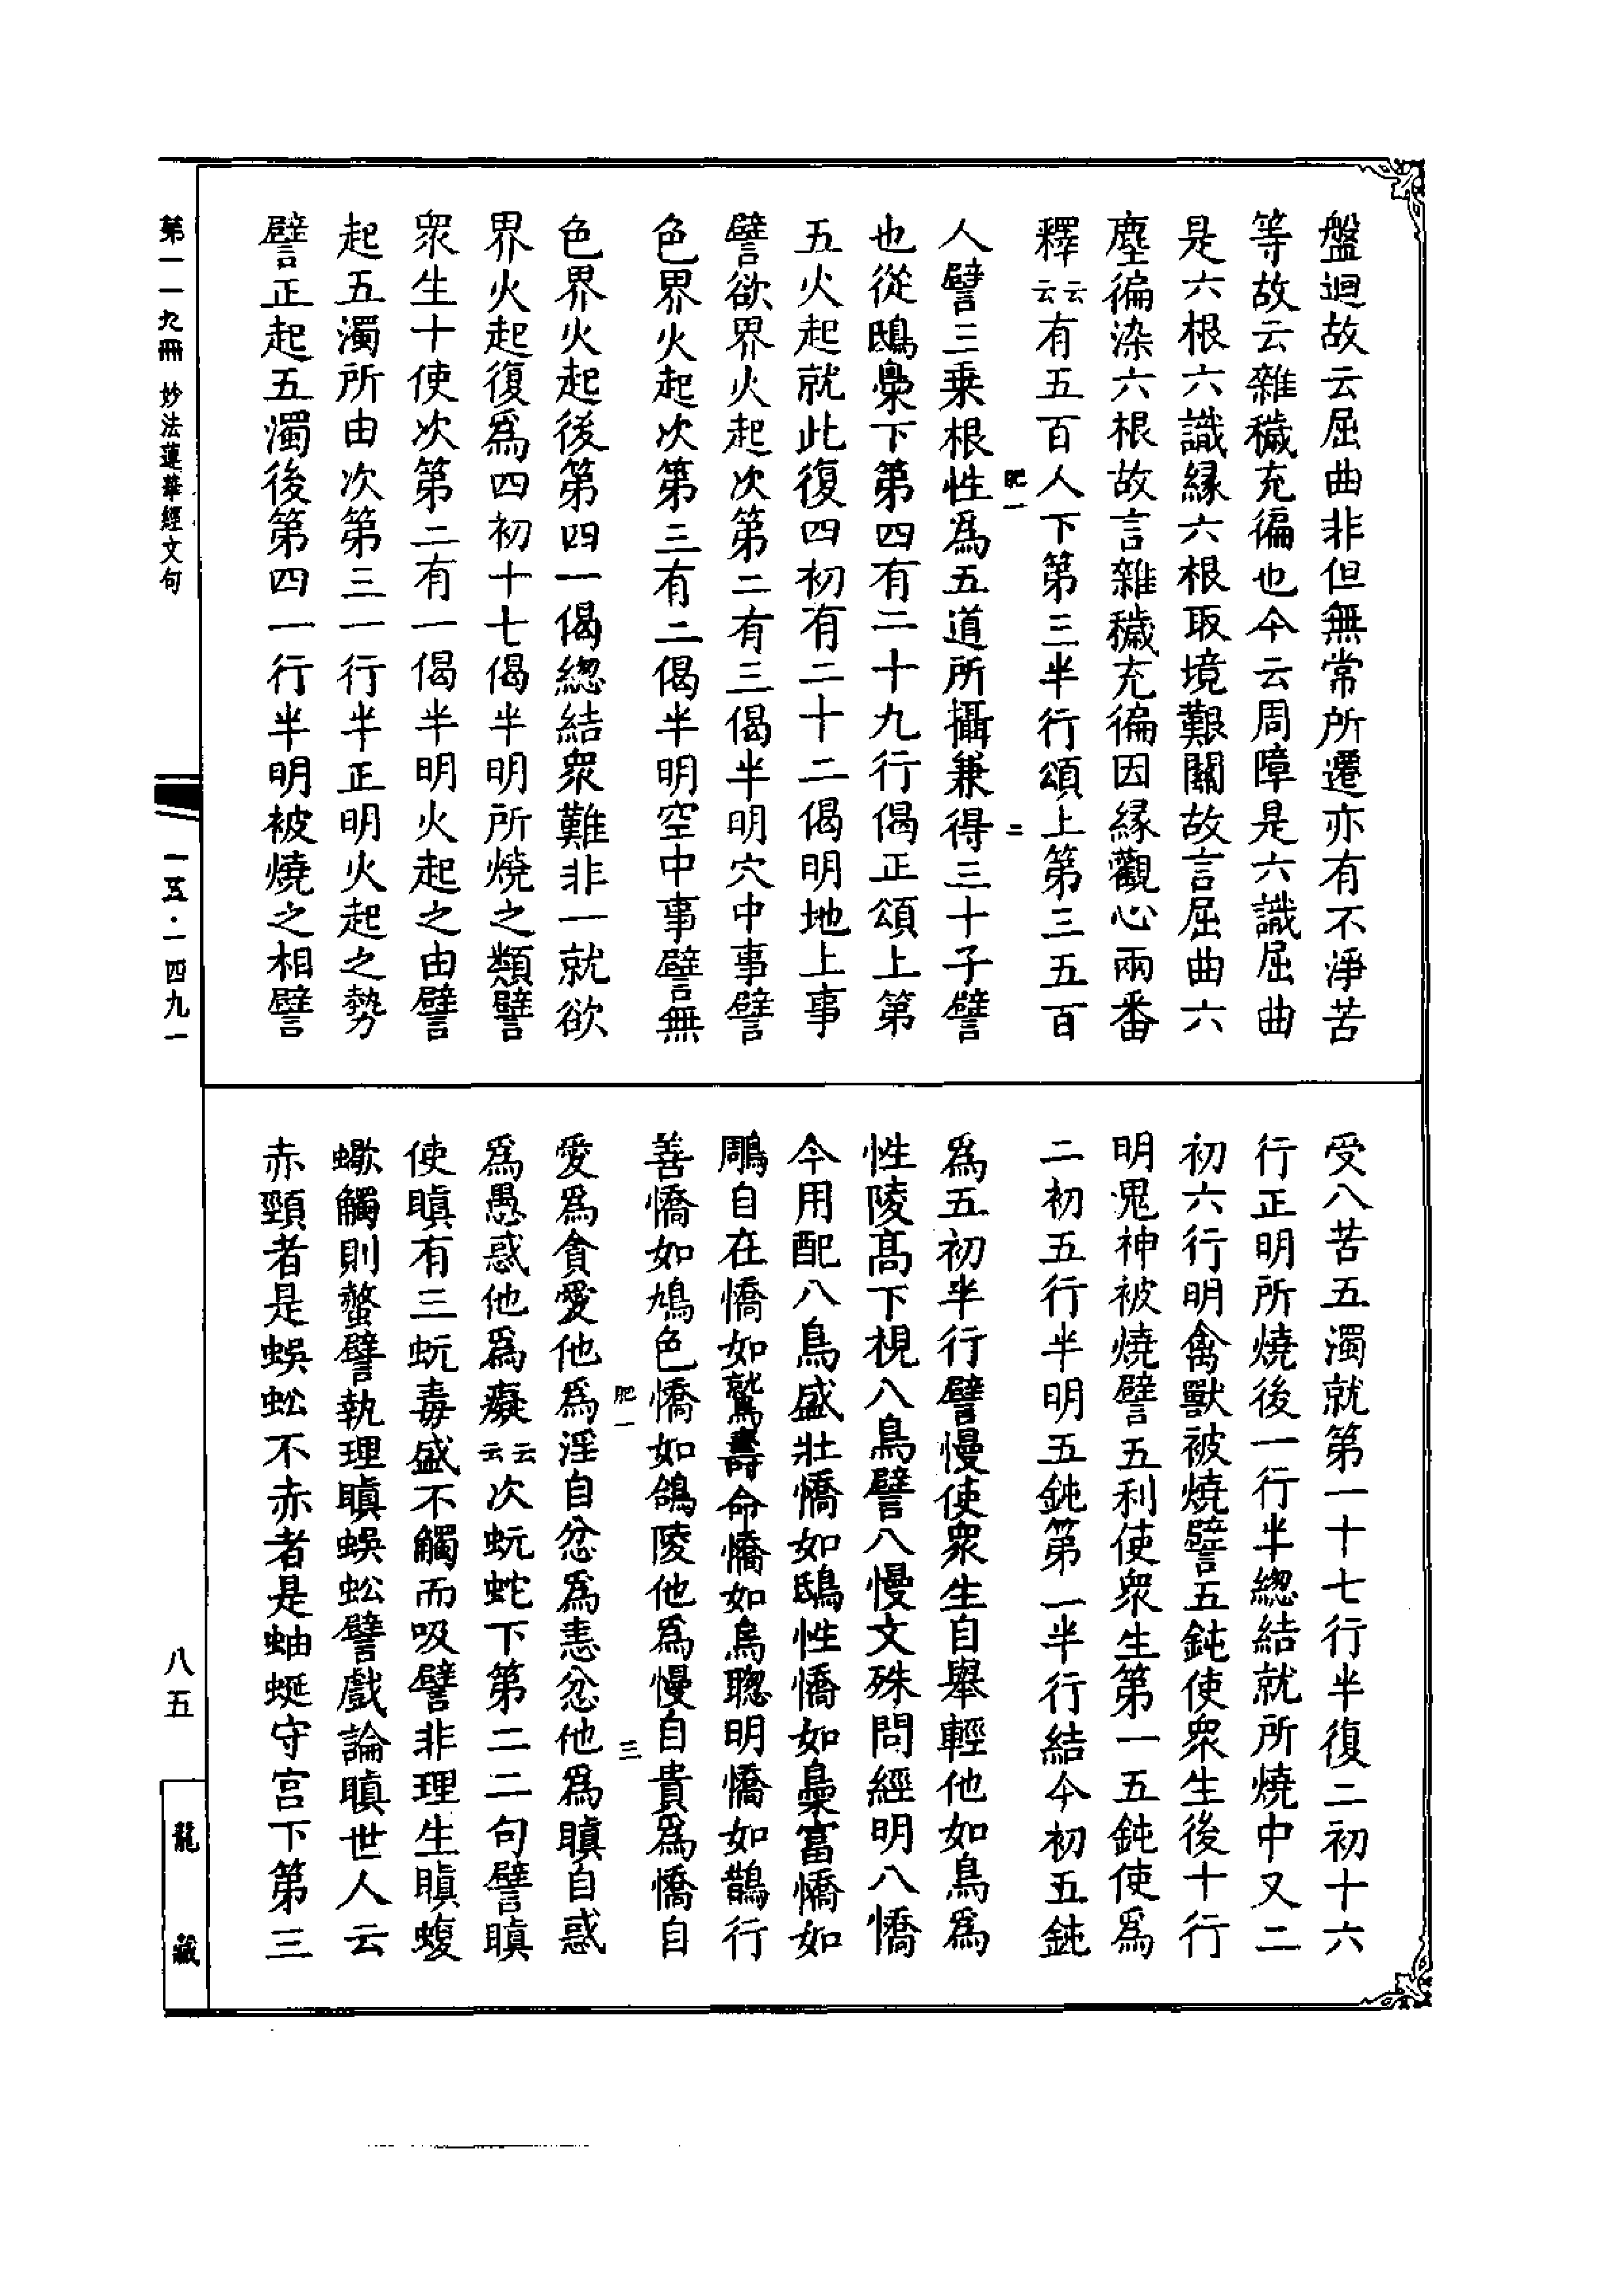 盤迴故云屈曲非但無常所遷亦有不淨苦
等故云雜穢充徧也今云周障是六識屈曲
是六根六識緣六根取境艱關故言屈曲六
塵徧染六根故言雜穢充徧因緣觀心兩番
釋云云有五百人下第三半行頌上第三五百
肥一 二
人譬三乗根性爲五道所攝兼得三十子譬
也從鴟梟下第四有二十九行偈正頌上第
五火起就此復四初有二十二偈明地上事
譬欲界火起次第二有三偈半明穴中事譬
色界火起次第三有二偈半明空中事譬無
色界火起後第四一偈總結衆難非一就欲
界火起復爲四初十七偈半明所燒之類譬
衆生十使次第二有一偈半明火起之由譬
起五濁所由次第三一行半正明火起之勢
譬正起五濁後第四一行半明被燒之相譬
受八苦五濁就第一十七行半復二初十六
行正明所燒後一行半總結就所燒中又二
初六行明禽獸被燒譬五鈍使衆生後十行
明鬼神被燒譬五利使衆生第一五鈍使爲
二初五行半明五鈍第一半行結今初五鈍
爲五初半行譬慢使衆生自舉輕他如鳥爲
性陵高下視八鳥譬八慢文殊問經明八憍
今用配八鳥盛壯憍如鴟性憍如梟富憍如
鵰自在憍如鷲壽命憍如烏聰明憍如鵲行
善憍如鳩色憍如鴿陵他爲慢自貴爲憍自
肥一 三
愛爲貪愛他爲淫自忿爲恚忿他爲瞋自惑
爲愚惑他爲癡云云次蚖蛇下第二二句譬瞋
使瞋有三蚖毒盛不觸而吸譬非理生瞋蝮
蠍觸則螫譬執理瞋蜈蚣譬戲論瞋世人云
赤頸者是蜈蚣不赤者是蚰蜒守宮下第三
第一一九冊 妙法蓮華經文句
一五·一四九一
八五
龍藏